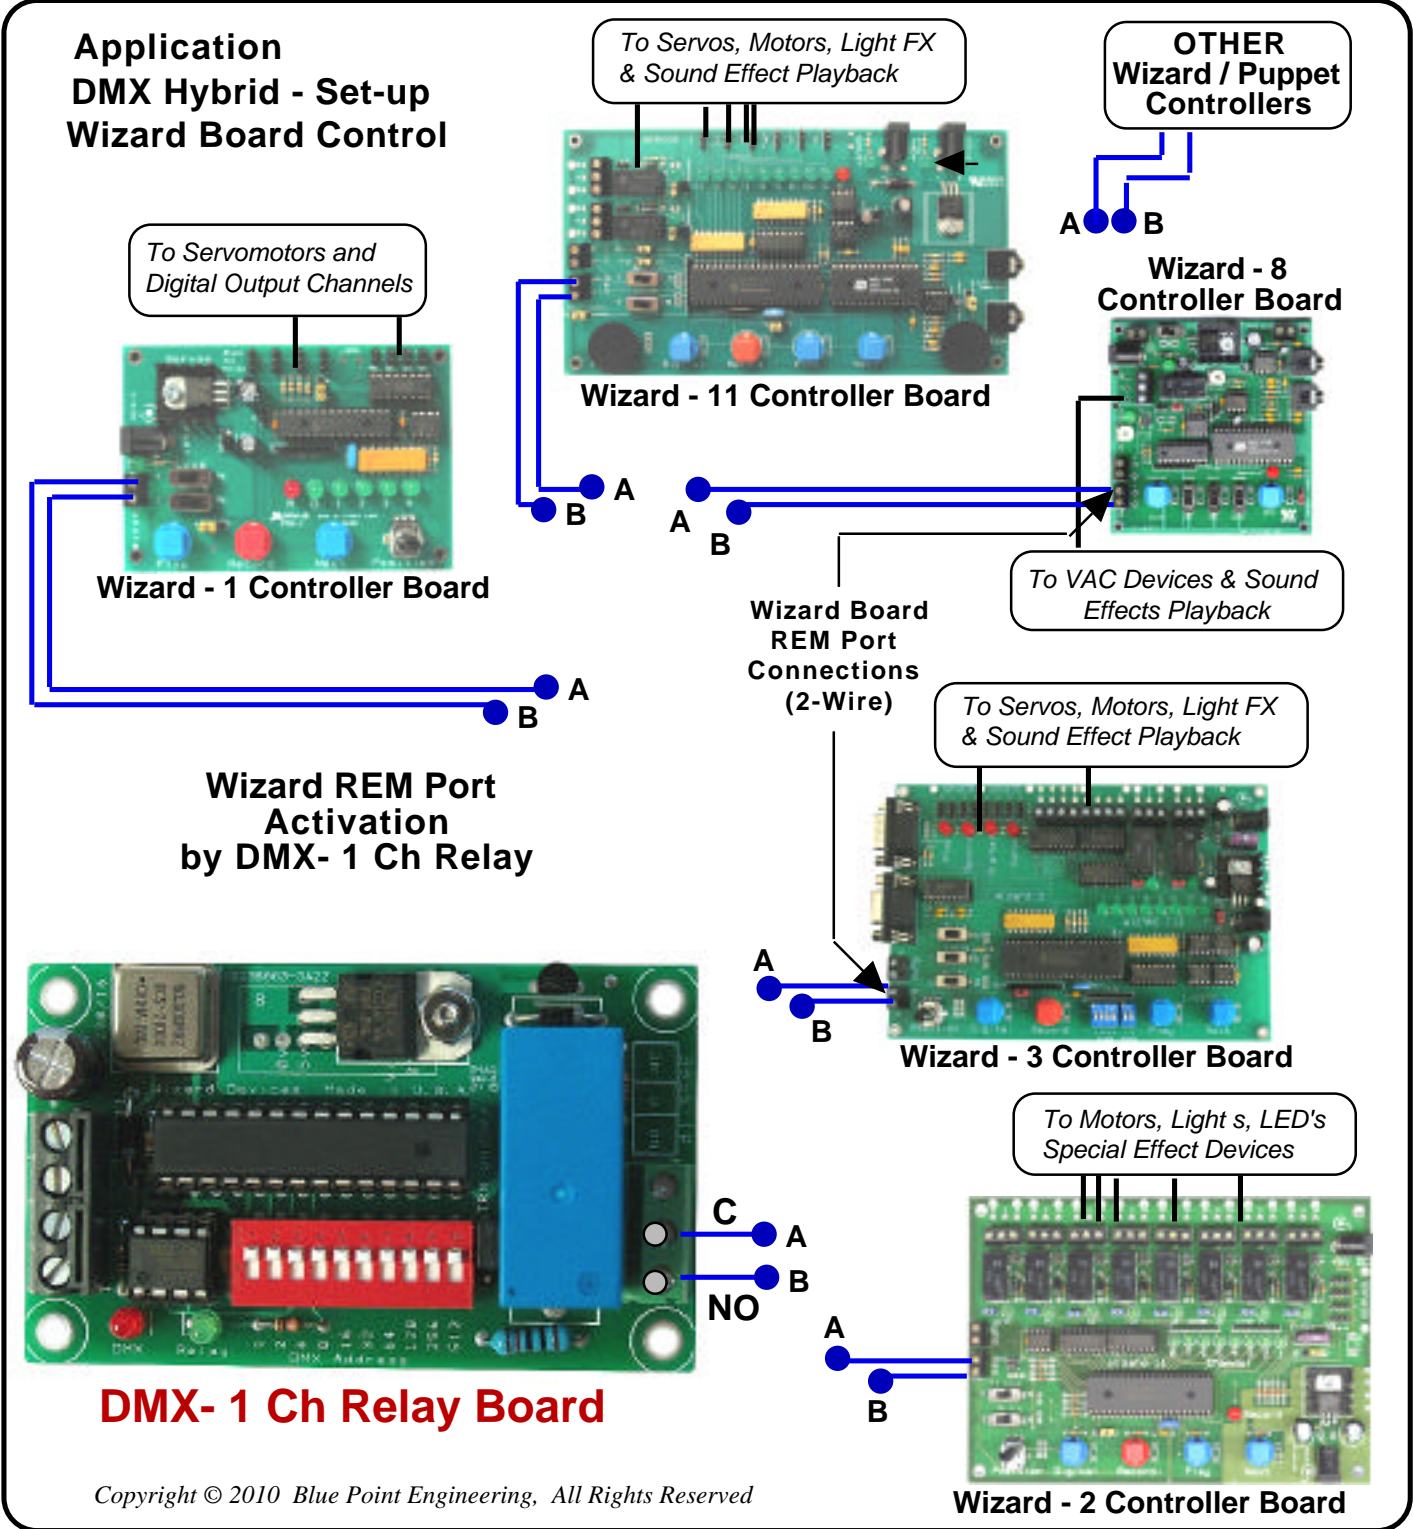 Application
DMX Hybrid - Set-up
Wizard Board Control
To Servos, Motors, Light FX
& Sound Effect Playback
OTHER
Wizard / Puppet
Controllers
A B
To Servomotors and
Digital Output Channels
Wizard - 8
Controller Board
Wizard - 11 Controller Board
A
B
A
B
Wizard - 1 Controller Board
To VAC Devices & Sound
Effects Playback
Wizard Board
REM Port
Connections
(2-Wire)
A
B
To Servos, Motors, Light FX
& Sound Effect Playback
Wizard REM Port
Activation
by DMX- 1 Ch Relay
A
B
Wizard - 3 Controller Board
To Motors, Light s, LED's
Special Effect Devices
C
A
B
NO
DMX
Relay
DMX Address
A
B
DMX- 1 Ch Relay Board
Copyright © 2010 Blue Point Engineering, All Rights Reserved
Wizard - 2 Controller Board